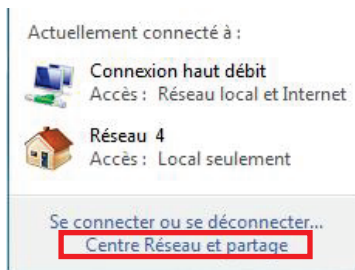 Actuellement connecté à :
Connexion haut débit
Accès : Réseau local et Internet
Réseau 4
Accès : Local seulement
Se connecter ou se déconnecter...
Centre Réseau et partage